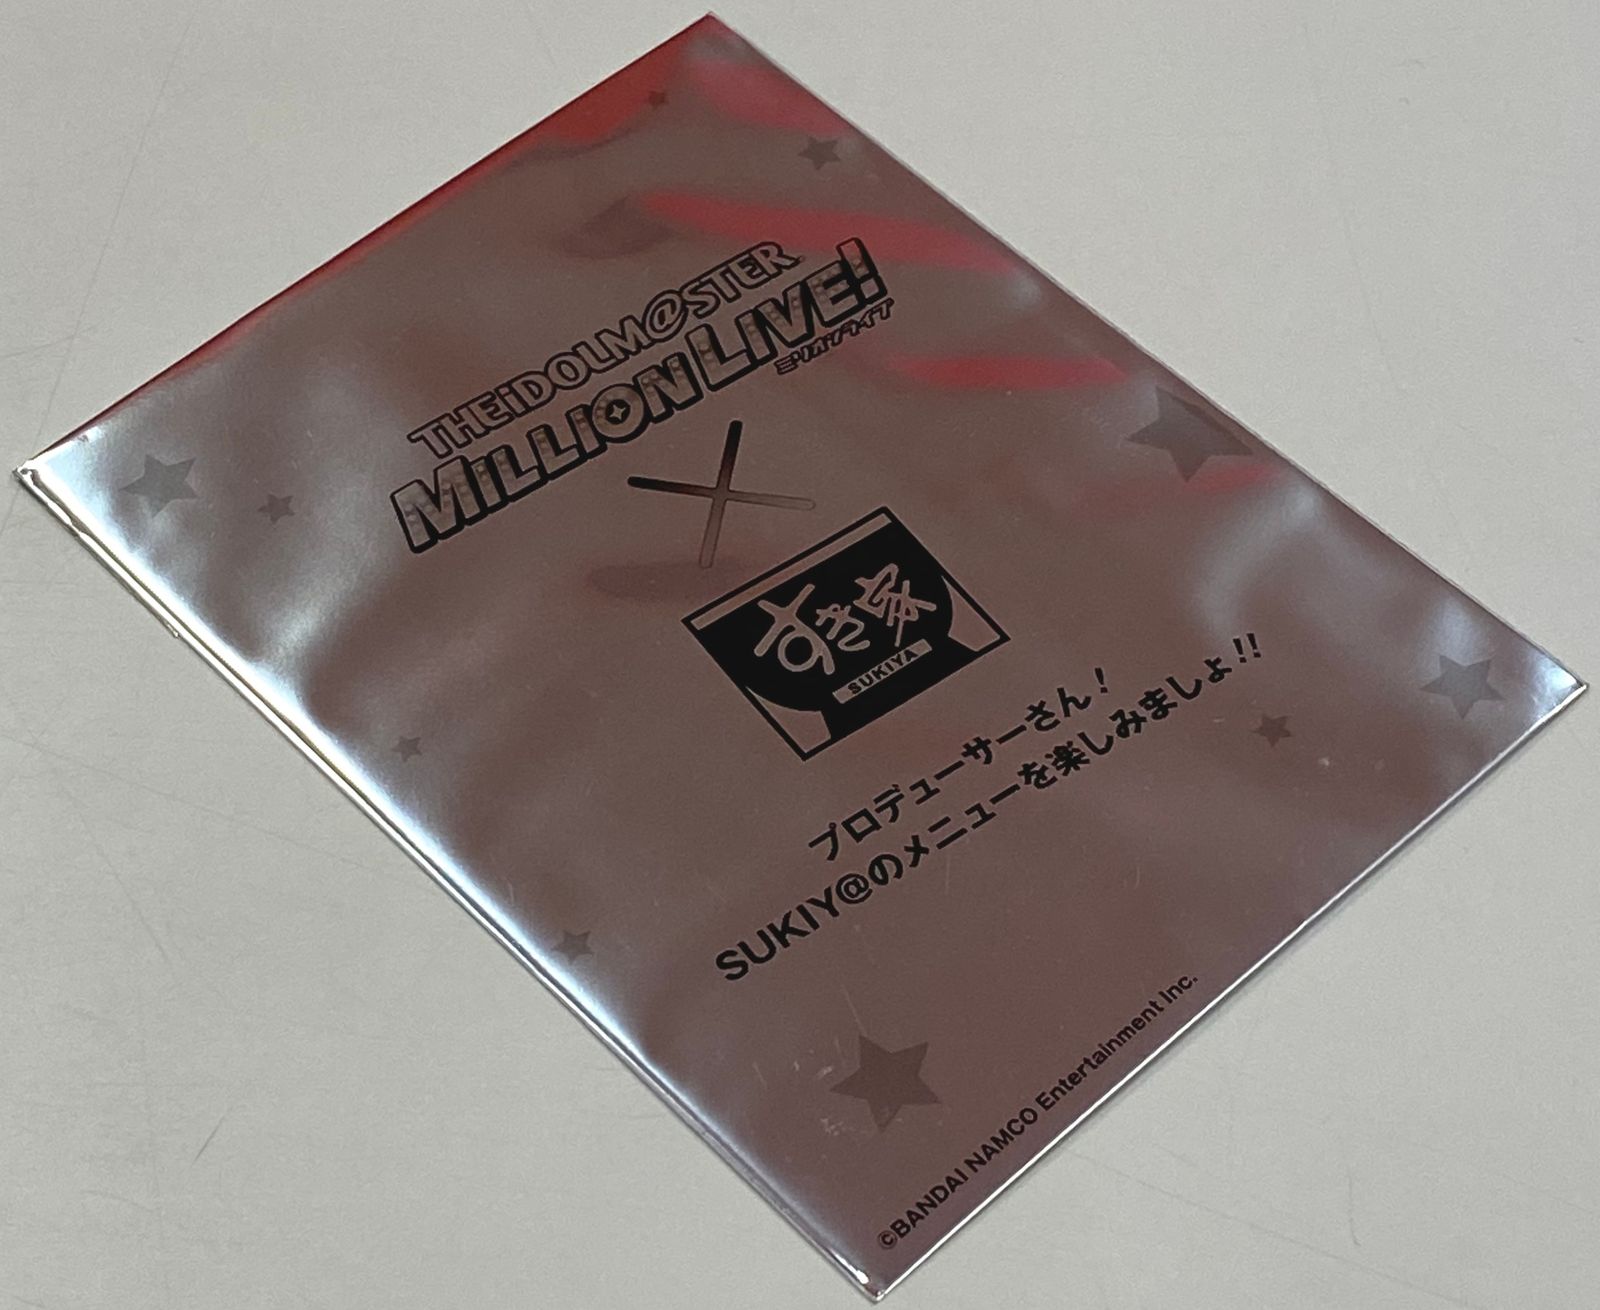 THE iDOLM@STER
MILLION LIVE!
ミリオンライブ
すき家
SUKIYA
プロデューサーさん！
SUKIY@のメニューを楽しみましょ!!
©BANDAI NAMCO Entertainment Inc.